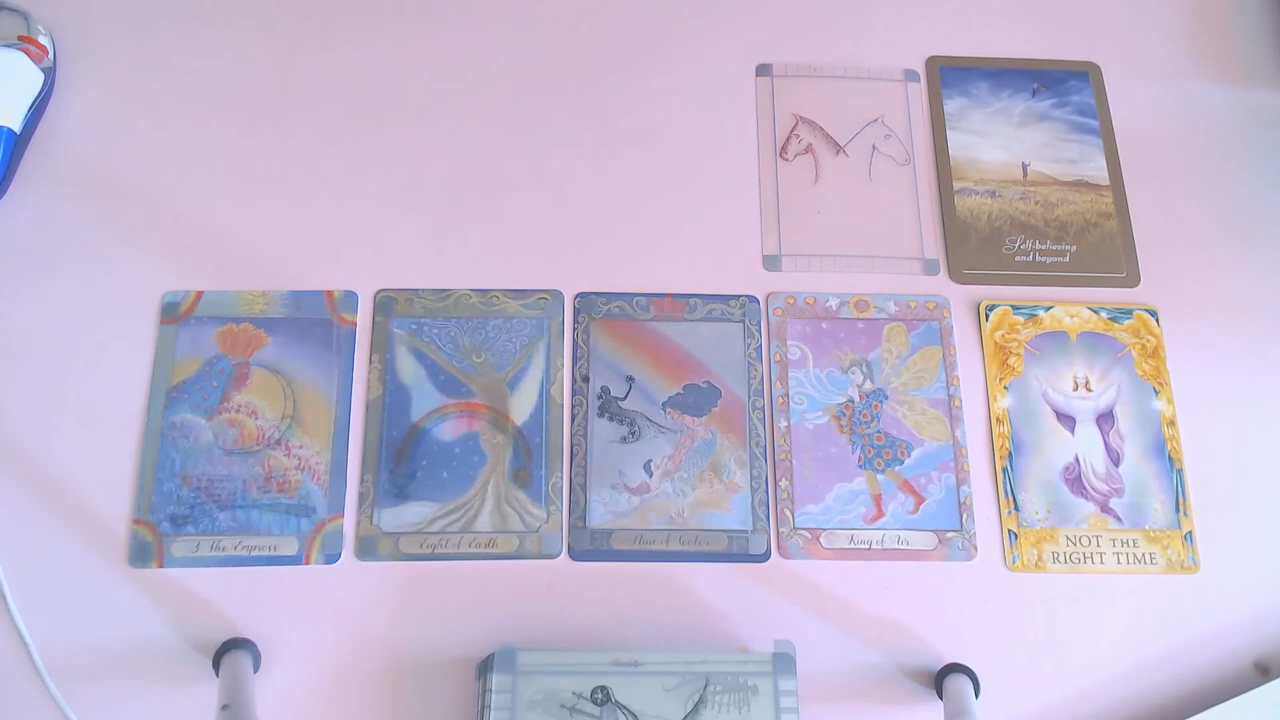 Self-believing
and beyond
3 The Empress
Eight of Earth
Nine of Water
King of Air
NOT THE
RIGHT TIME